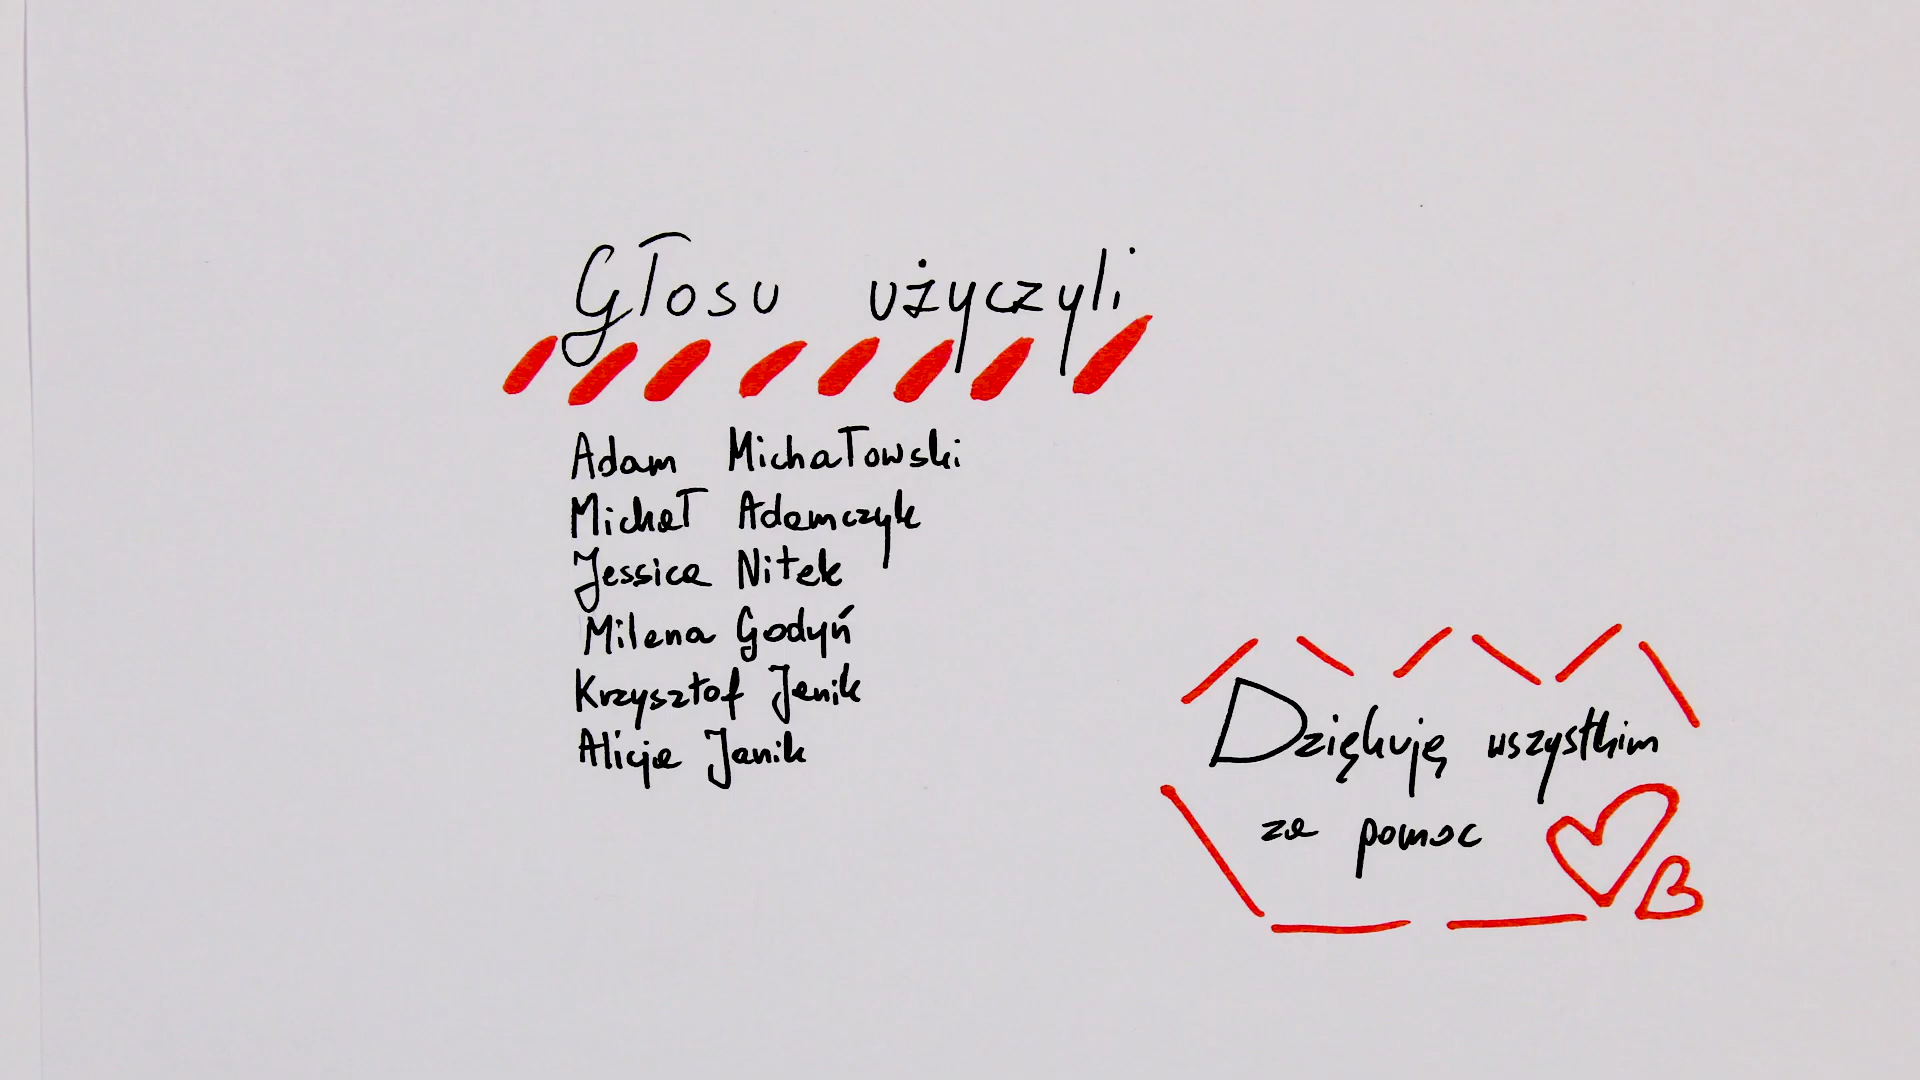 Głosu użyczyli
Adam Michałowski
Michał Adamczyk
Jessica Nitek
Milena Godyń
Krzysztof Janik
Alicja Janik
Dziękuję wszystkim
za pomoc